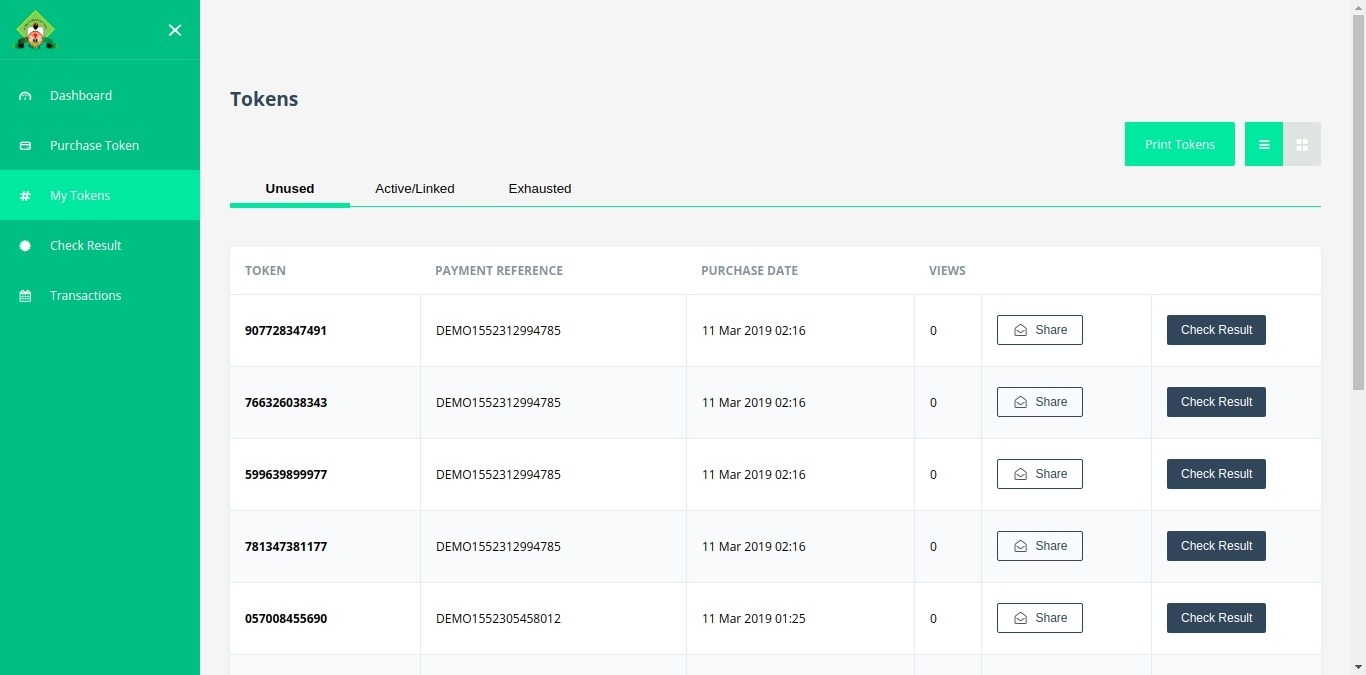 Dashboard
Purchase Token
My Tokens
Check Result
Transactions
Tokens
Print Tokens
Unused Active/Linked Exhausted
TOKEN PAYMENT REFERENCE PURCHASE DATE VIEWS
907728347491 DEMO1552312994785 11 Mar 2019 02:16 0 Share Check Result
766326038343 DEMO1552312994785 11 Mar 2019 02:16 0 Share Check Result
599639899977 DEMO1552312994785 11 Mar 2019 02:16 0 Share Check Result
781347381177 DEMO1552312994785 11 Mar 2019 02:16 0 Share Check Result
057008455690 DEMO1552305458012 11 Mar 2019 01:25 0 Share Check Result